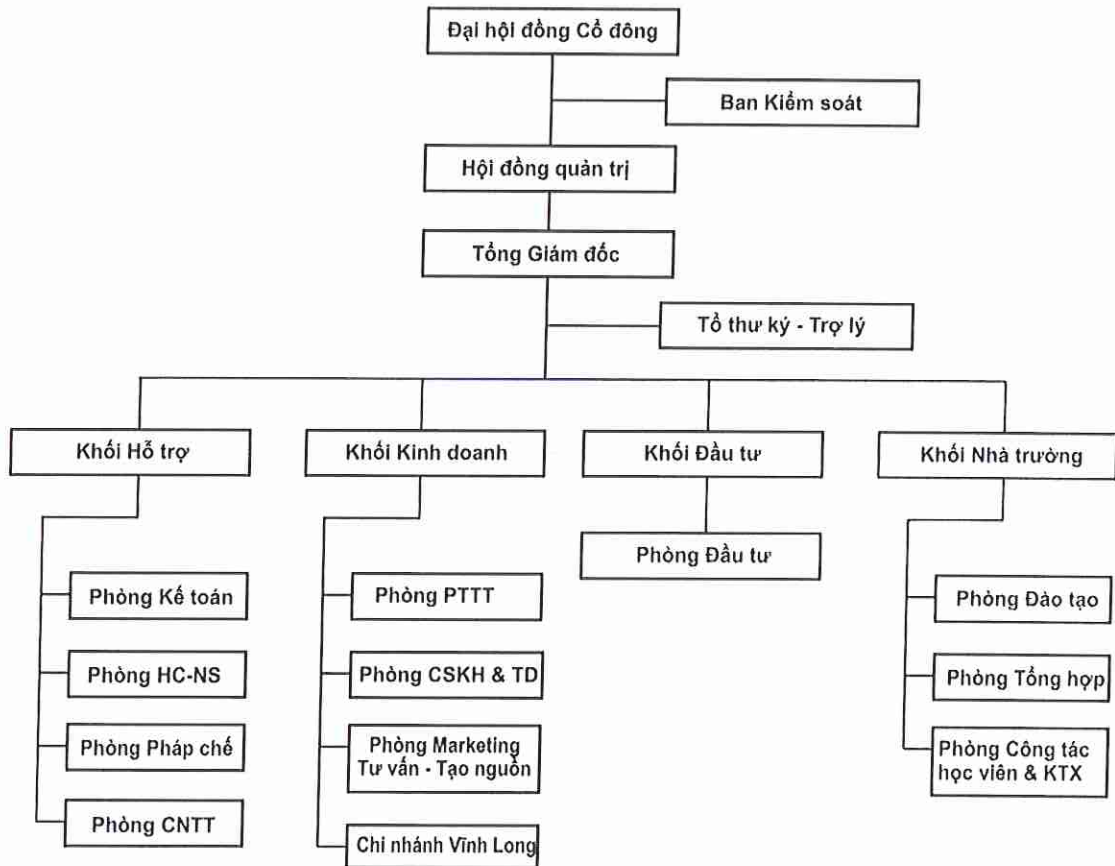 Đại hội đồng Cổ đông
Ban Kiểm soát
Hội đồng quản trị
Tổng Giám đốc
Tổ thư ký - Trợ lý
Khối Hỗ trợ
Khối Kinh doanh
Khối Đầu tư
Khối Nhà trường
Phòng Kế toán
Phòng HC-NS
Phòng Pháp chế
Phòng CNTT
Phòng PTTT
Phòng CSKH & TD
Phòng Marketing
Tư vấn - Tạo nguồn
Chi nhánh Vĩnh Long
Phòng Đầu tư
Phòng Đào tạo
Phòng Tổng hợp
Phòng Công tác
học viên & KTX